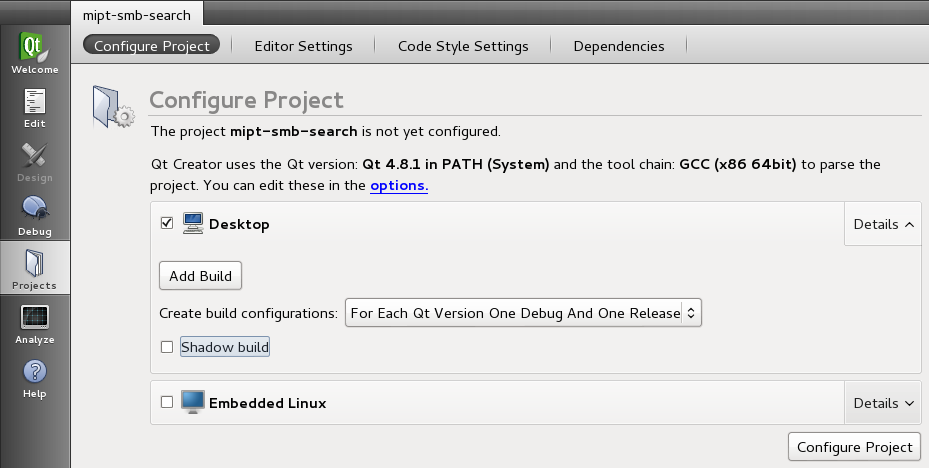 mipt-smb-search
Configure Project
Editor Settings
Code Style Settings
Dependencies
Qt
Welcome
Edit
Design
Debug
Projects
Analyze
Help
Configure Project
The project mipt-smb-search is not yet configured.
Qt Creator uses the Qt version: Qt 4.8.1 in PATH (System) and the tool chain: GCC (x86 64bit) to parse the
project. You can edit these in the options.
Desktop
Details
Add Build
Create build configurations: For Each Qt Version One Debug And One Release
Shadow build
Embedded Linux
Details
Configure Project